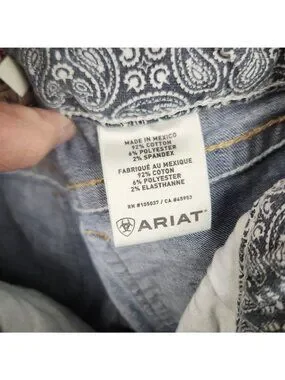 MADE IN MEXICO
92% COTTON
6% POLYESTER
2% SPANDEX
FABRIQUÉ AU MEXIQUE
92% COTON
6% POLYESTER
2% ELASTHANNE
RN #105037 / CA #45953
ARIAT